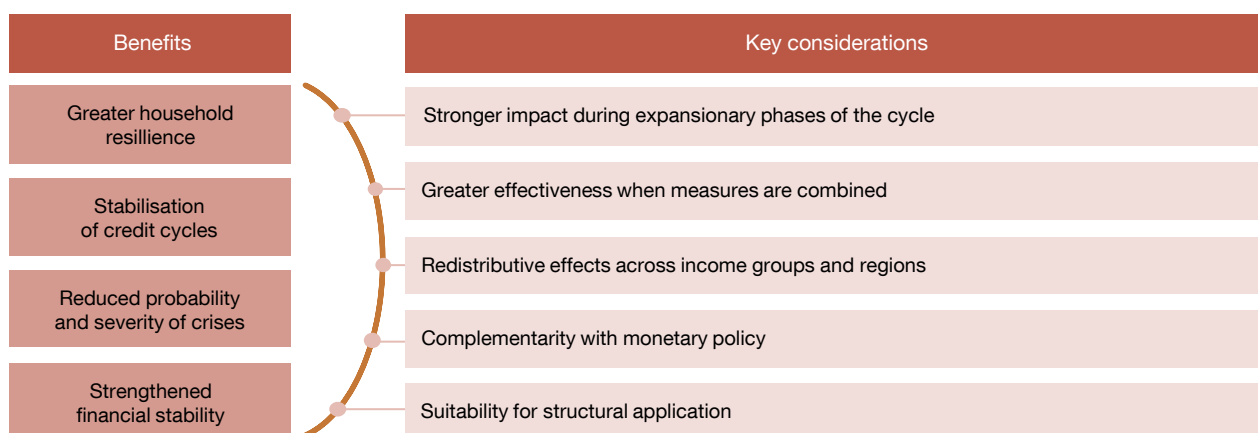 Benefits
Greater household
resillience
Stabilisation
of credit cycles
Reduced probability
and severity of crises
Strengthened
financial stability
Key considerations
Stronger impact during expansionary phases of the cycle
Greater effectiveness when measures are combined
Redistributive effects across income groups and regions
Complementarity with monetary policy
Suitability for structural application